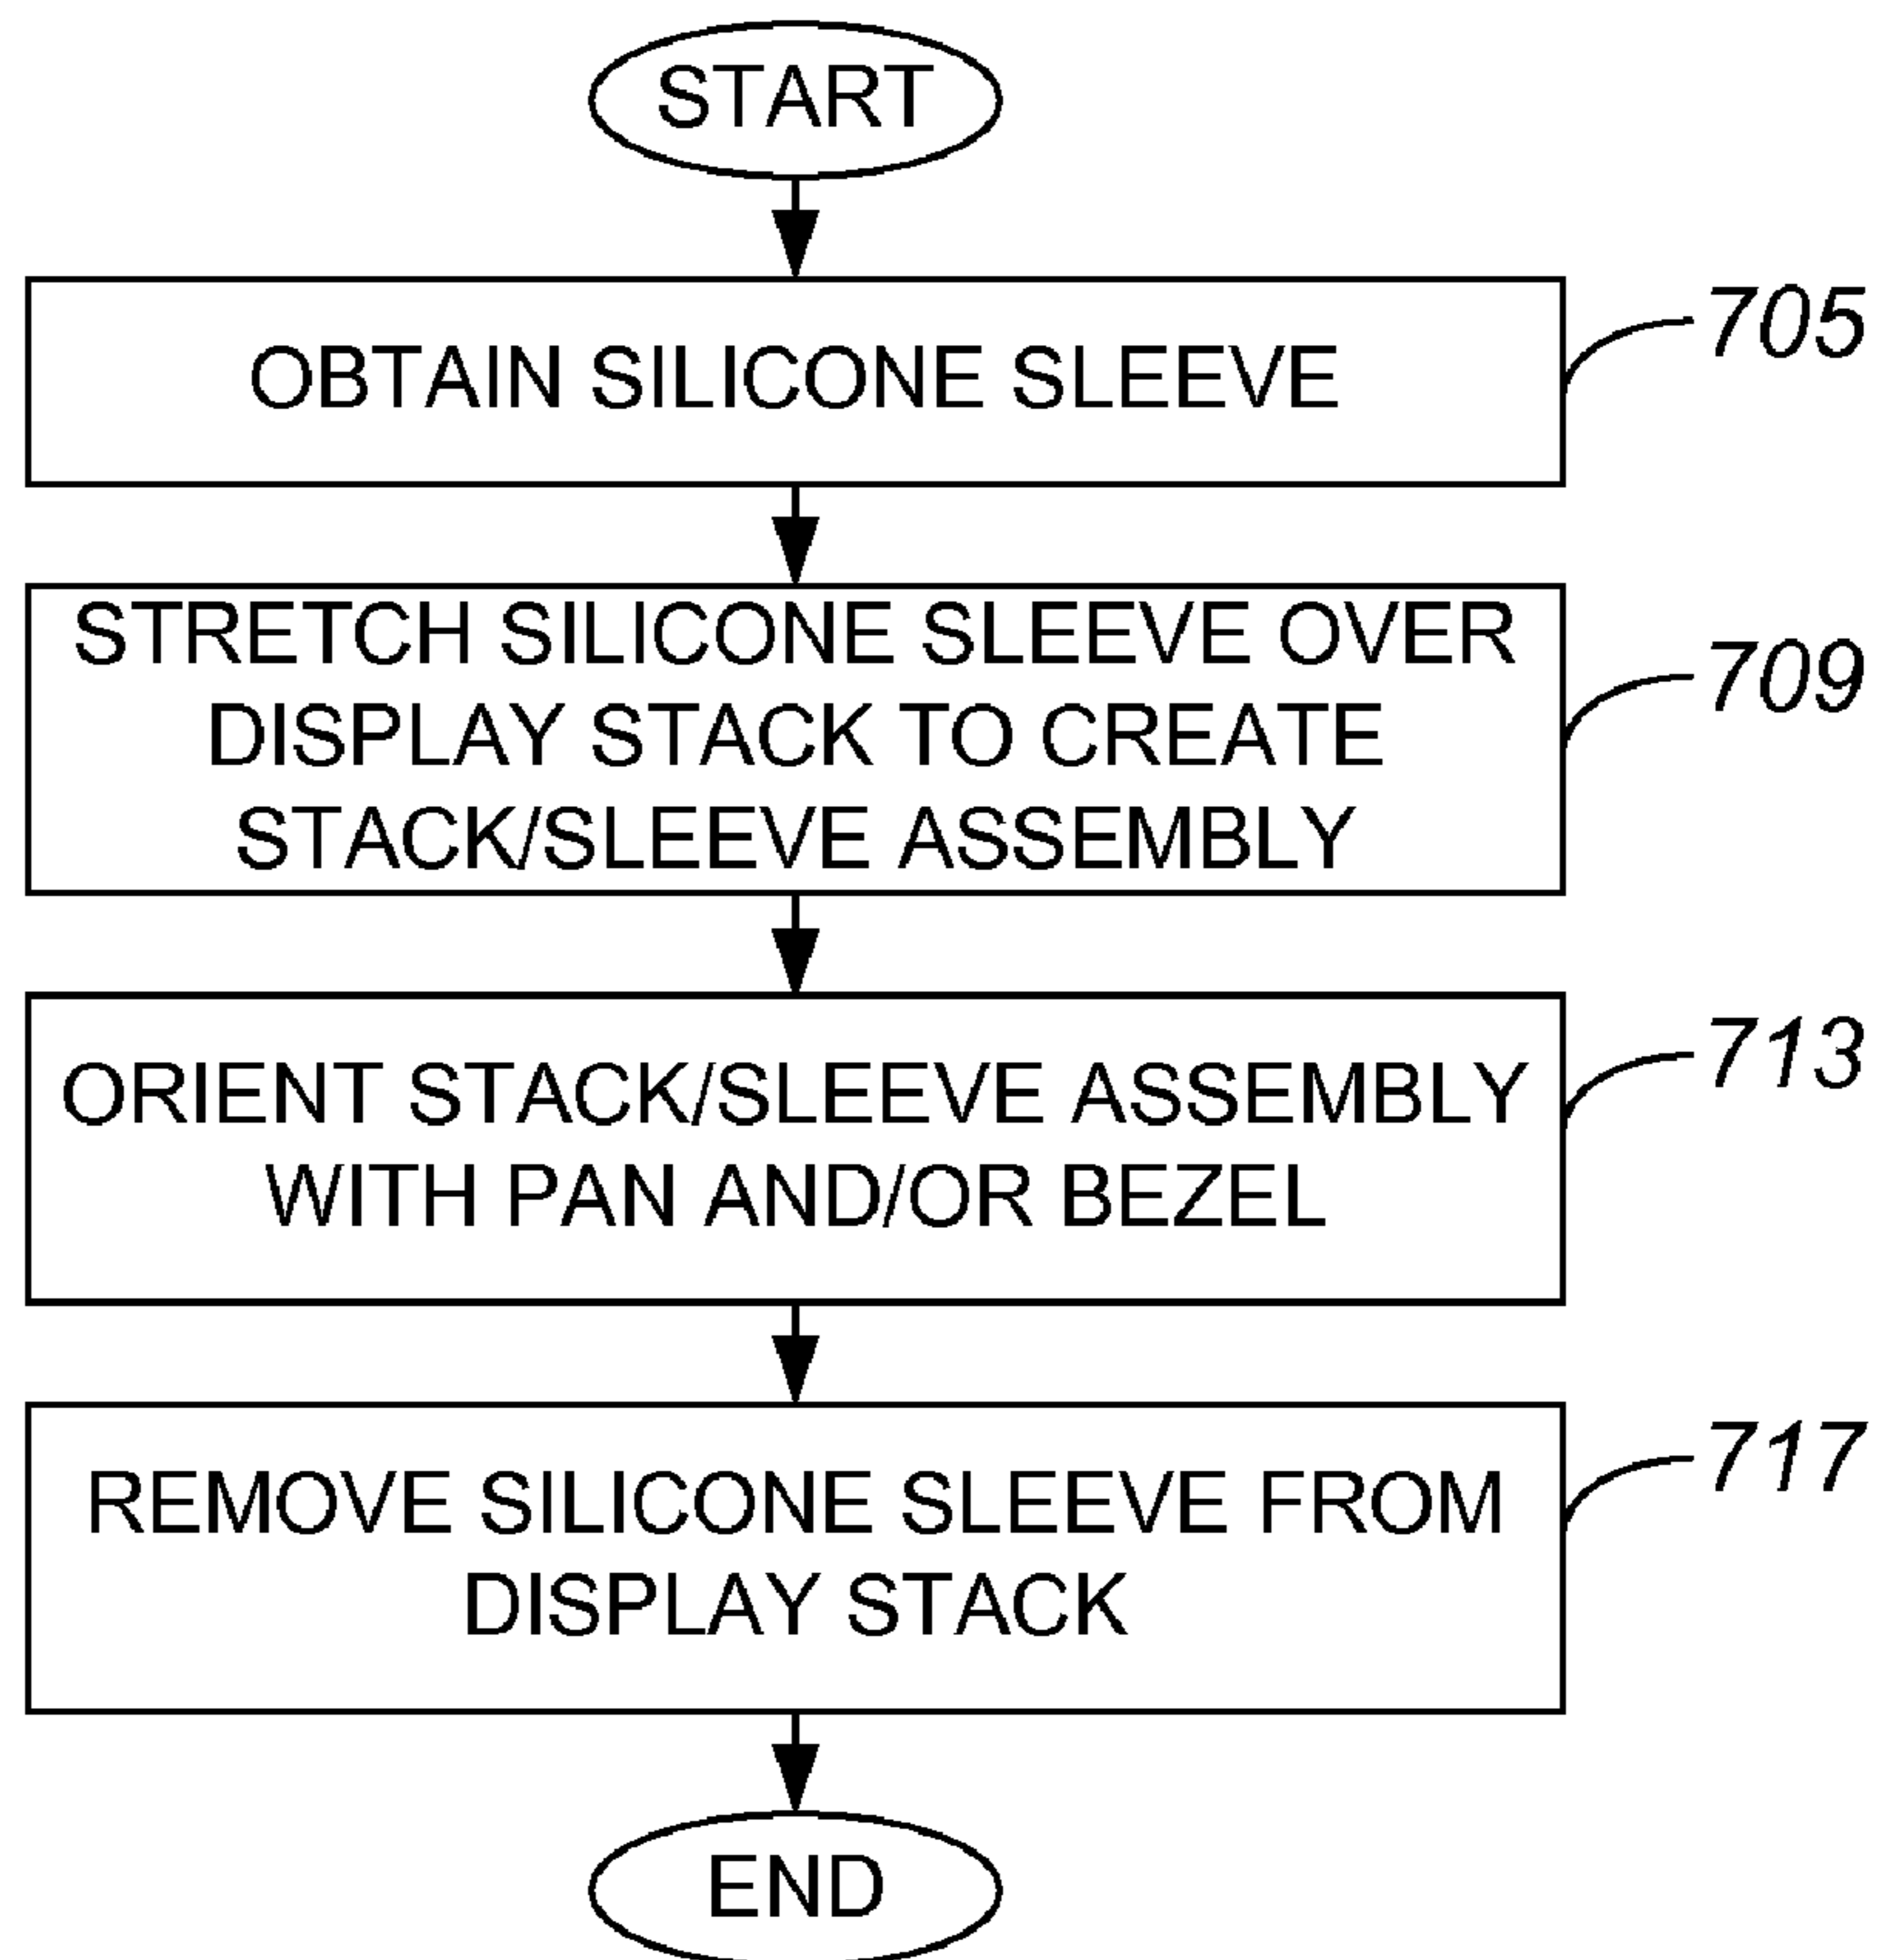 START
OBTAIN SILICONE SLEEVE
705
STRETCH SILICONE SLEEVE OVER
DISPLAY STACK TO CREATE
STACK/SLEEVE ASSEMBLY
709
ORIENT STACK/SLEEVE ASSEMBLY
WITH PAN AND/OR BEZEL
713
REMOVE SILICONE SLEEVE FROM
DISPLAY STACK
717
END